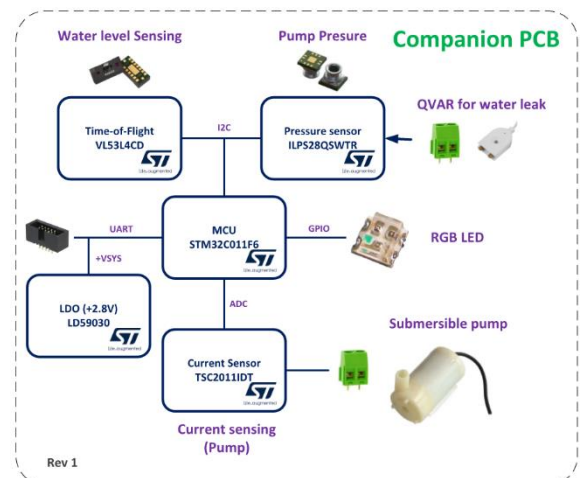 Water level Sensing
Pump Presure
Companion PCB
QVAR for water leak
Time-of-Flight
VL53L4CD
I2C
Pressure sensor
ILPS28QSWTR
UART
MCU
STM32C011F6
GPIO
RGB LED
+VSYS
LDO (+2.8V)
LD59030
ADC
Submersible pump
Current Sensor
TSC2011IDT
Current sensing
(Pump)
Rev 1